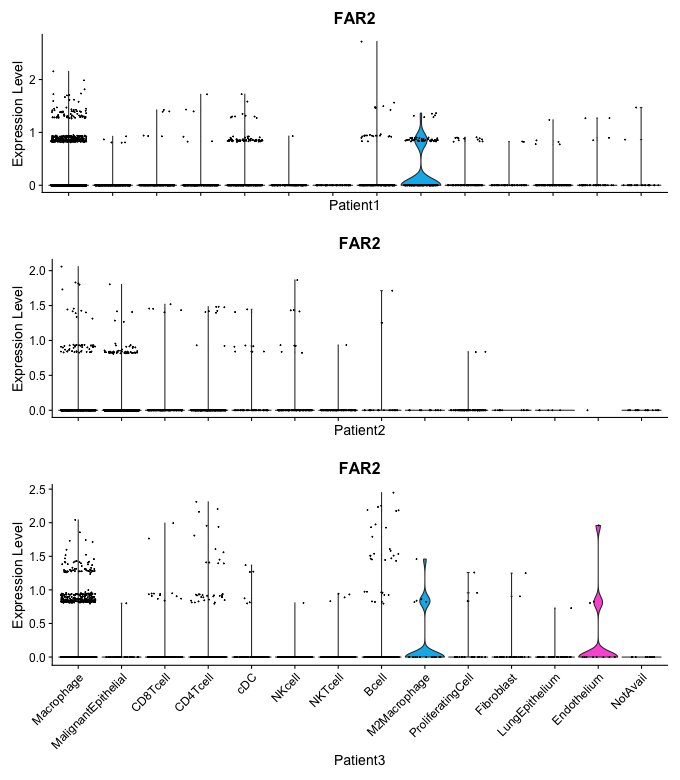 FAR2
Expression Level
2
1
0
Patient1
FAR2
Expression Level
2.0
1.5
1.0
0.5
0.0
Patient2
FAR2
Expression Level
2.5
2.0
1.5
1.0
0.5
0.0
Macrophage
MalignantEpithelial
CD8Tcell
CD4Tcell
cDC
NKcell
NKTcell
Bcell
M2Macrophage
ProliferatingCell
Fibroblast
LungEpithelium
Endothelium
NotAvail
Patient3